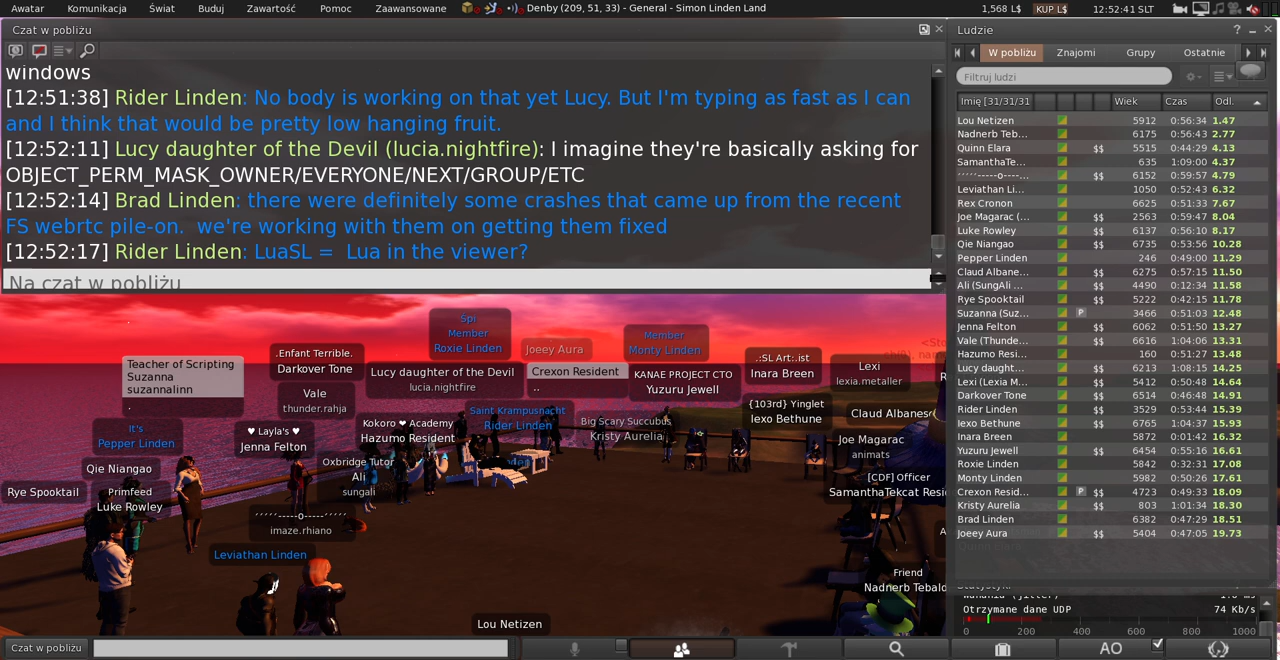 Awatar Komunikacja Świat Buduj Zawartość Pomoc Zaawansowane Denby (209, 51, 33) - General - Simon Linden Land 1,568 L$ KUP L$ 12:52:41 SLT
Czat w pobliżu
windows
[12:51:38] Rider Linden: No body is working on that yet Lucy. But I'm typing as fast as I can
and I think that would be pretty low hanging fruit.
[12:52:11] Lucy daughter of the Devil (lucia.nightfire): I imagine they're basically asking for
OBJECT_PERM_MASK_OWNER/EVERYONE/NEXT/GROUP/ETC
[12:52:14] Brad Linden: there were definitely some crashes that came up from the recent
FS webrtc pile-on.  we're working with them on getting them fixed
[12:52:17] Rider Linden: LuaSL =  Lua in the viewer?
Na czat w pobliżu
Śpi
Member
Roxie Linden
Joeey Aura
Member
Monty Linden
.Enfant Terrible.
Darkover Tone
Teacher of Scripting
Suzanna
suzannalinn
.
Lucy daughter of the Devil
lucia.nightfire
Crexon Resident
..
KANAE PROJECT CTO
Yuzuru Jewell
.:SL Art:.ist
Inara Breen
Lexi
lexia.metaller
Vale
thunder.rahja
{103rd} Yinglet
Iexo Bethune
Claud Albanes
Saint Krampusnacht
Rider Linden
Big Scary Succubus
Kristy Aurelia
It's
Pepper Linden
♥ Layla's ♥
Jenna Felton
Kokoro ♥ Academy
Hazumo Resident
Joe Magarac
animats
Qie Niangao
Oxbridge Tutor
Ali
sungali
[CDF] Officer
SamanthaTekcat Resi
Rye Spooktail
Primfeed
Luke Rowley
ˊˊˊˊˊ-----o-----ˊˊˊˊˊ
imaze.rhiano
Leviathan Linden
Friend
Nadnerb Tebald
Lou Netizen
Czat w pobliżu
Ludzie
W pobliżu Znajomi Grupy Ostatnie
Filtruj ludzi
Imię [31/31/31 Wiek Czas Odl.
Lou Netizen 5912 0:56:34 1.47
Nadnerb Teb... 6175 0:56:43 2.77
Quinn Elara $$ 5515 0:44:29 4.13
SamanthaTe... 635 1:09:00 4.37
ˊˊˊˊˊ-----o----... $$ 6152 0:59:57 4.79
Leviathan Li... 1050 0:52:43 6.32
Rex Cronon 6625 0:51:33 7.67
Joe Magarac (... $$ 2563 0:59:47 8.04
Luke Rowley $$ 6137 0:56:10 8.17
Qie Niangao $$ 6735 0:53:56 10.28
Pepper Linden 246 0:49:00 11.29
Claud Albane... $$ 6275 0:57:15 11.50
Ali (SungAli ... $$ 4490 0:12:34 11.58
Rye Spooktail $$ 5222 0:42:15 11.78
Suzanna (Suz... P 3466 0:51:03 12.48
Jenna Felton $$ 6062 0:51:50 13.27
Vale (Thunde... $$ 6616 1:04:06 13.31
Hazumo Resi... 160 0:51:27 13.48
Lucy daught... $$ 6213 1:08:15 14.25
Lexi (Lexia M... $$ 5412 0:50:48 14.64
Darkover Tone $$ 6514 0:46:48 14.91
Rider Linden $$ 3529 0:53:44 15.39
Iexo Bethune $$ 6765 1:04:37 15.93
Inara Breen 5872 0:01:42 16.32
Yuzuru Jewell $$ 6454 0:55:16 16.61
Roxie Linden 5842 0:32:31 17.08
Monty Linden 5982 0:50:26 17.61
Crexon Resid... P $$ 4723 0:49:33 18.09
Kristy Aurelia $$ 803 1:01:34 18.30
Brad Linden 6382 0:47:29 18.51
Joeey Aura $$ 5404 0:47:05 19.73
Otrzymane dane UDP 74 Kb/s
0 200 400 600 800 1000
AO